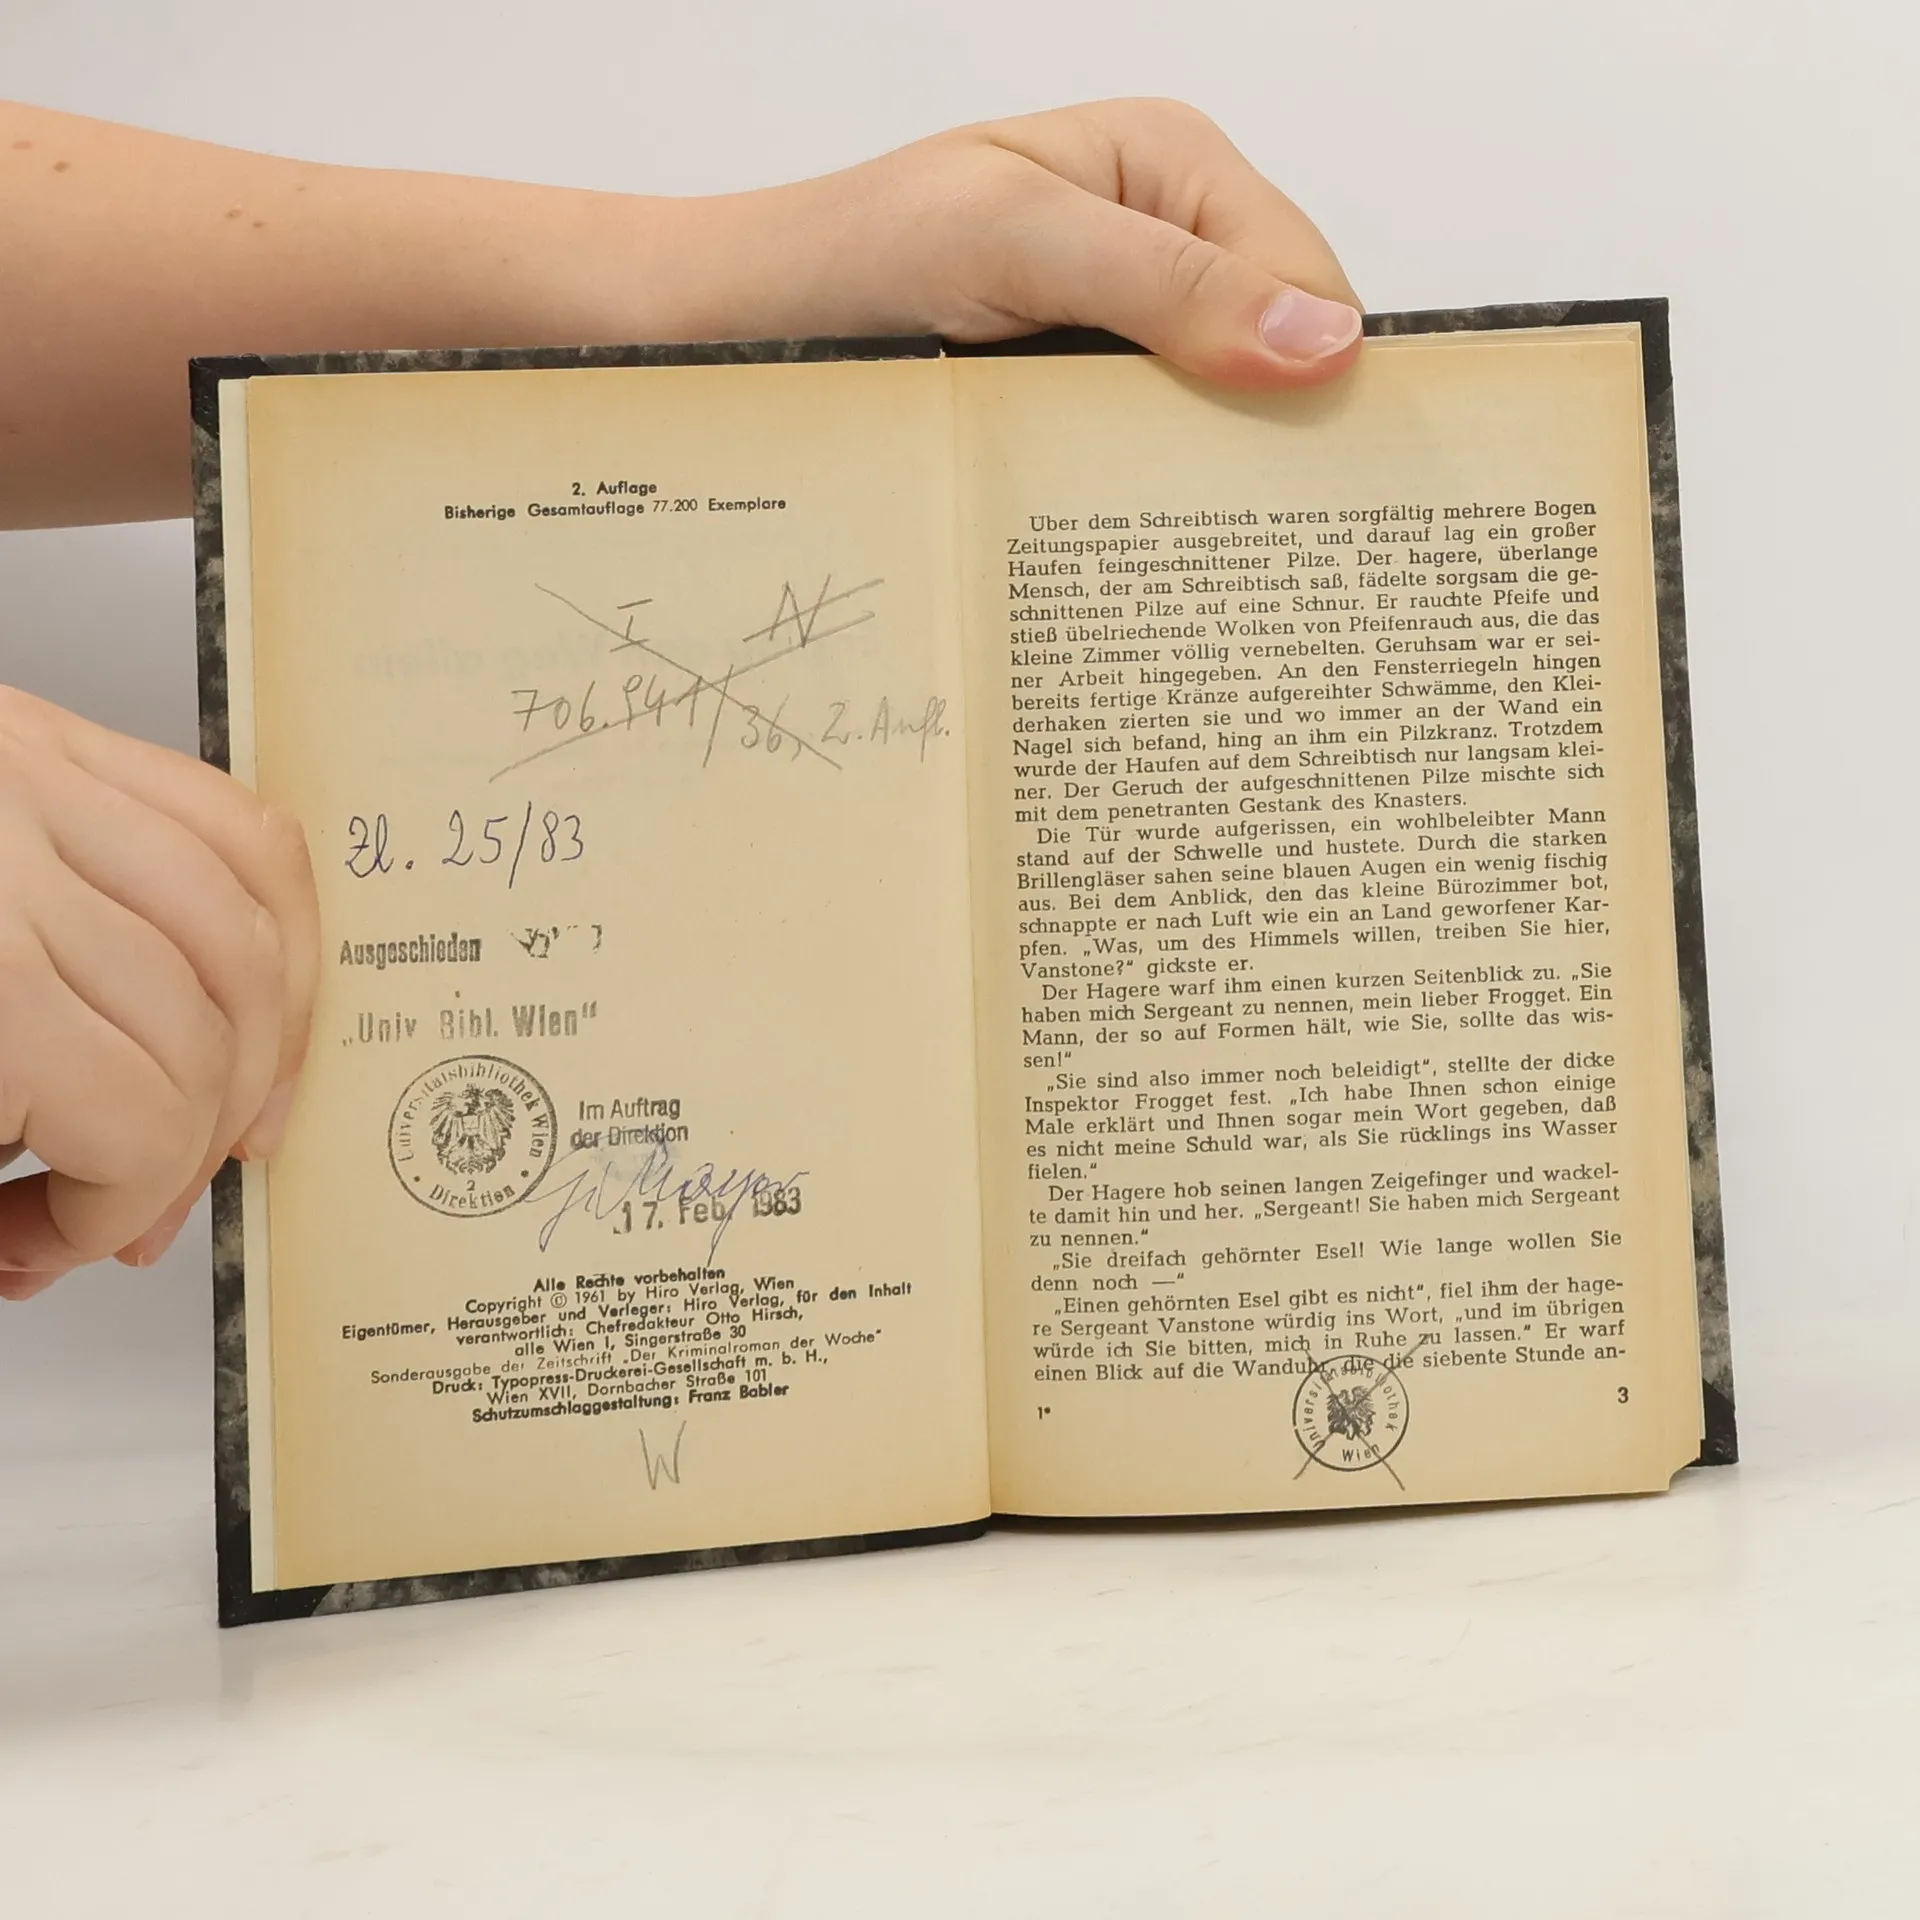 2. Auflage
Bisherige Gesamtauflage 77.200 Exemplare
I N
706.941/36, 2. Aufl.
Zl. 25/83
Ausgeschieden
„Univ Bibl. Wien"
Universitätsbibliothek Wien
2
Direktion
Im Auftrag
der Direktion
17. Feb. 1983
Alle Rechte vorbehalten
Copyright © 1961 by Hiro Verlag, Wien
Eigentümer, Herausgeber und Verleger: Hiro Verlag, für den Inhalt
verantwortlich: Chefredakteur Otto Hirsch,
alle Wien I, Singerstraße 30
Sonderausgabe der Zeitschrift „Der Kriminalroman der Woche"
Druck: Typopress-Druckerei-Gesellschaft m. b. H.,
Wien XVII, Dornbacher Straße 101
Schutzumschlaggestaltung: Franz Babler
W
Über dem Schreibtisch waren sorgfältig mehrere Bogen
Zeitungspapier ausgebreitet, und darauf lag ein großer
Haufen feingeschnittener Pilze. Der hagere, überlange
Mensch, der am Schreibtisch saß, fädelte sorgsam die ge-
schnittenen Pilze auf eine Schnur. Er rauchte Pfeife und
stieß übelriechende Wolken von Pfeifenrauch aus, die das
kleine Zimmer völlig vernebelten. Geruhsam war er sei-
ner Arbeit hingegeben. An den Fensterriegeln hingen
bereits fertige Kränze aufgereihter Schwämme, den Klei-
derhaken zierten sie und wo immer an der Wand ein
Nagel sich befand, hing an ihm ein Pilzkranz. Trotzdem
wurde der Haufen auf dem Schreibtisch nur langsam klei-
ner. Der Geruch der aufgeschnittenen Pilze mischte sich
mit dem penetranten Gestank des Knasters.
Die Tür wurde aufgerissen, ein wohlbeleibter Mann
stand auf der Schwelle und hustete. Durch die starken
Brillengläser sahen seine blauen Augen ein wenig fischig
aus. Bei dem Anblick, den das kleine Bürozimmer bot,
schnappte er nach Luft wie ein an Land geworfener Kar-
pfen. „Was, um des Himmels willen, treiben Sie hier,
Vanstone?" gickste er.
Der Hagere warf ihm einen kurzen Seitenblick zu. „Sie
haben mich Sergeant zu nennen, mein lieber Frogget. Ein
Mann, der so auf Formen hält, wie Sie, sollte das wis-
sen!"
„Sie sind also immer noch beleidigt", stellte der dicke
Inspektor Frogget fest. „Ich habe Ihnen schon einige
Male erklärt und Ihnen sogar mein Wort gegeben, daß
es nicht meine Schuld war, als Sie rücklings ins Wasser
fielen."
Der Hagere hob seinen langen Zeigefinger und wackel-
te damit hin und her. „Sergeant! Sie haben mich Sergeant
zu nennen."
„Sie dreifach gehörnter Esel! Wie lange wollen Sie
denn noch —"
„Einen gehörnten Esel gibt es nicht", fiel ihm der hage-
re Sergeant Vanstone würdig ins Wort, „und im übrigen
würde ich Sie bitten, mich in Ruhe zu lassen." Er warf
einen Blick auf die Wanduhr, die die siebente Stunde an-
1*
3
Universitätsbibliothek
Wien